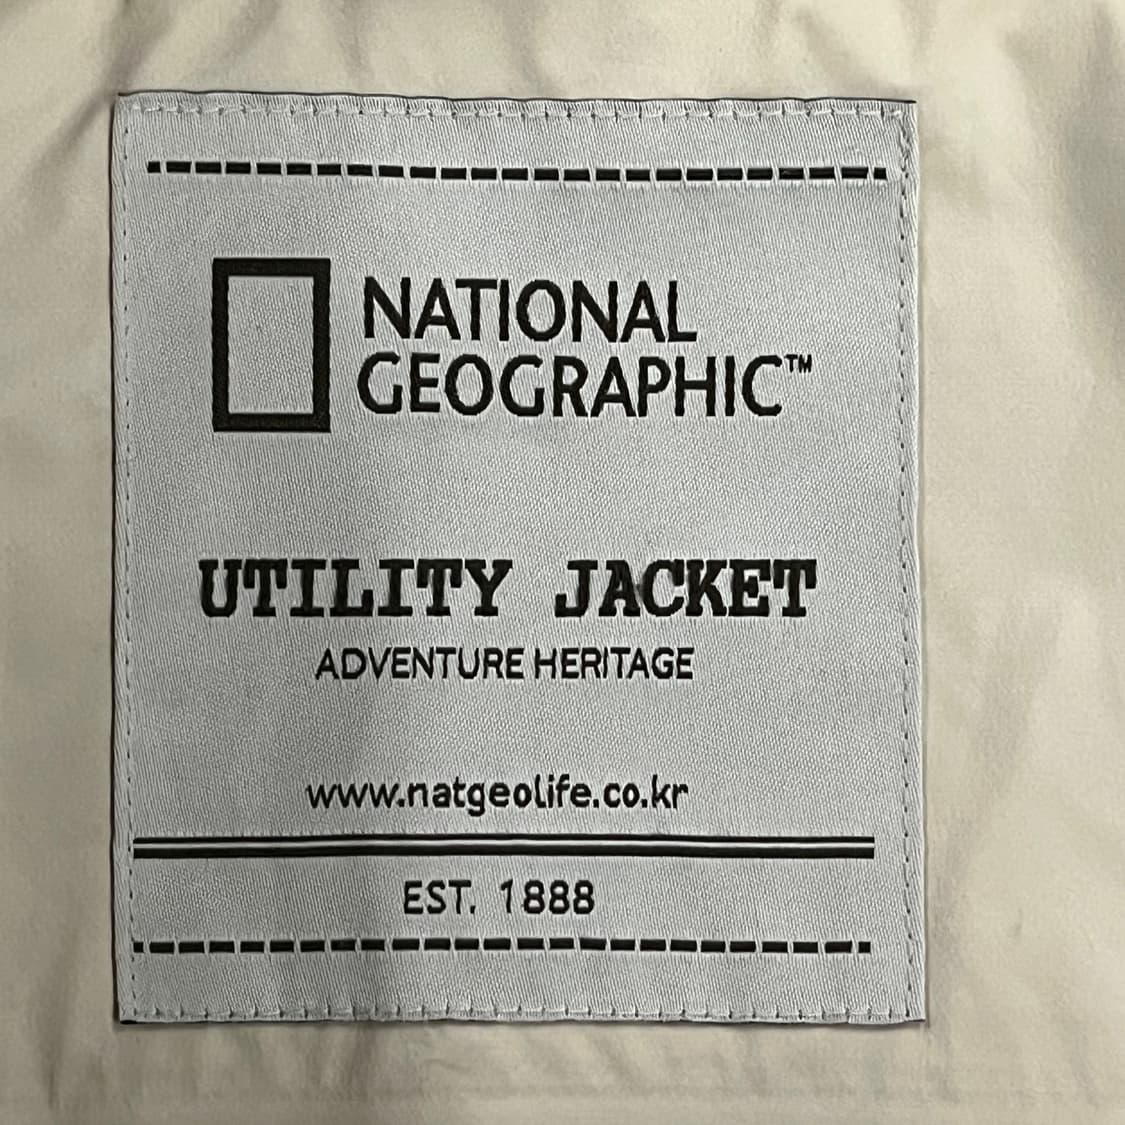 NATIONAL
GEOGRAPHIC™
UTILITY JACKET
ADVENTURE HERITAGE
www.natgeolife.co.kr
EST. 1888